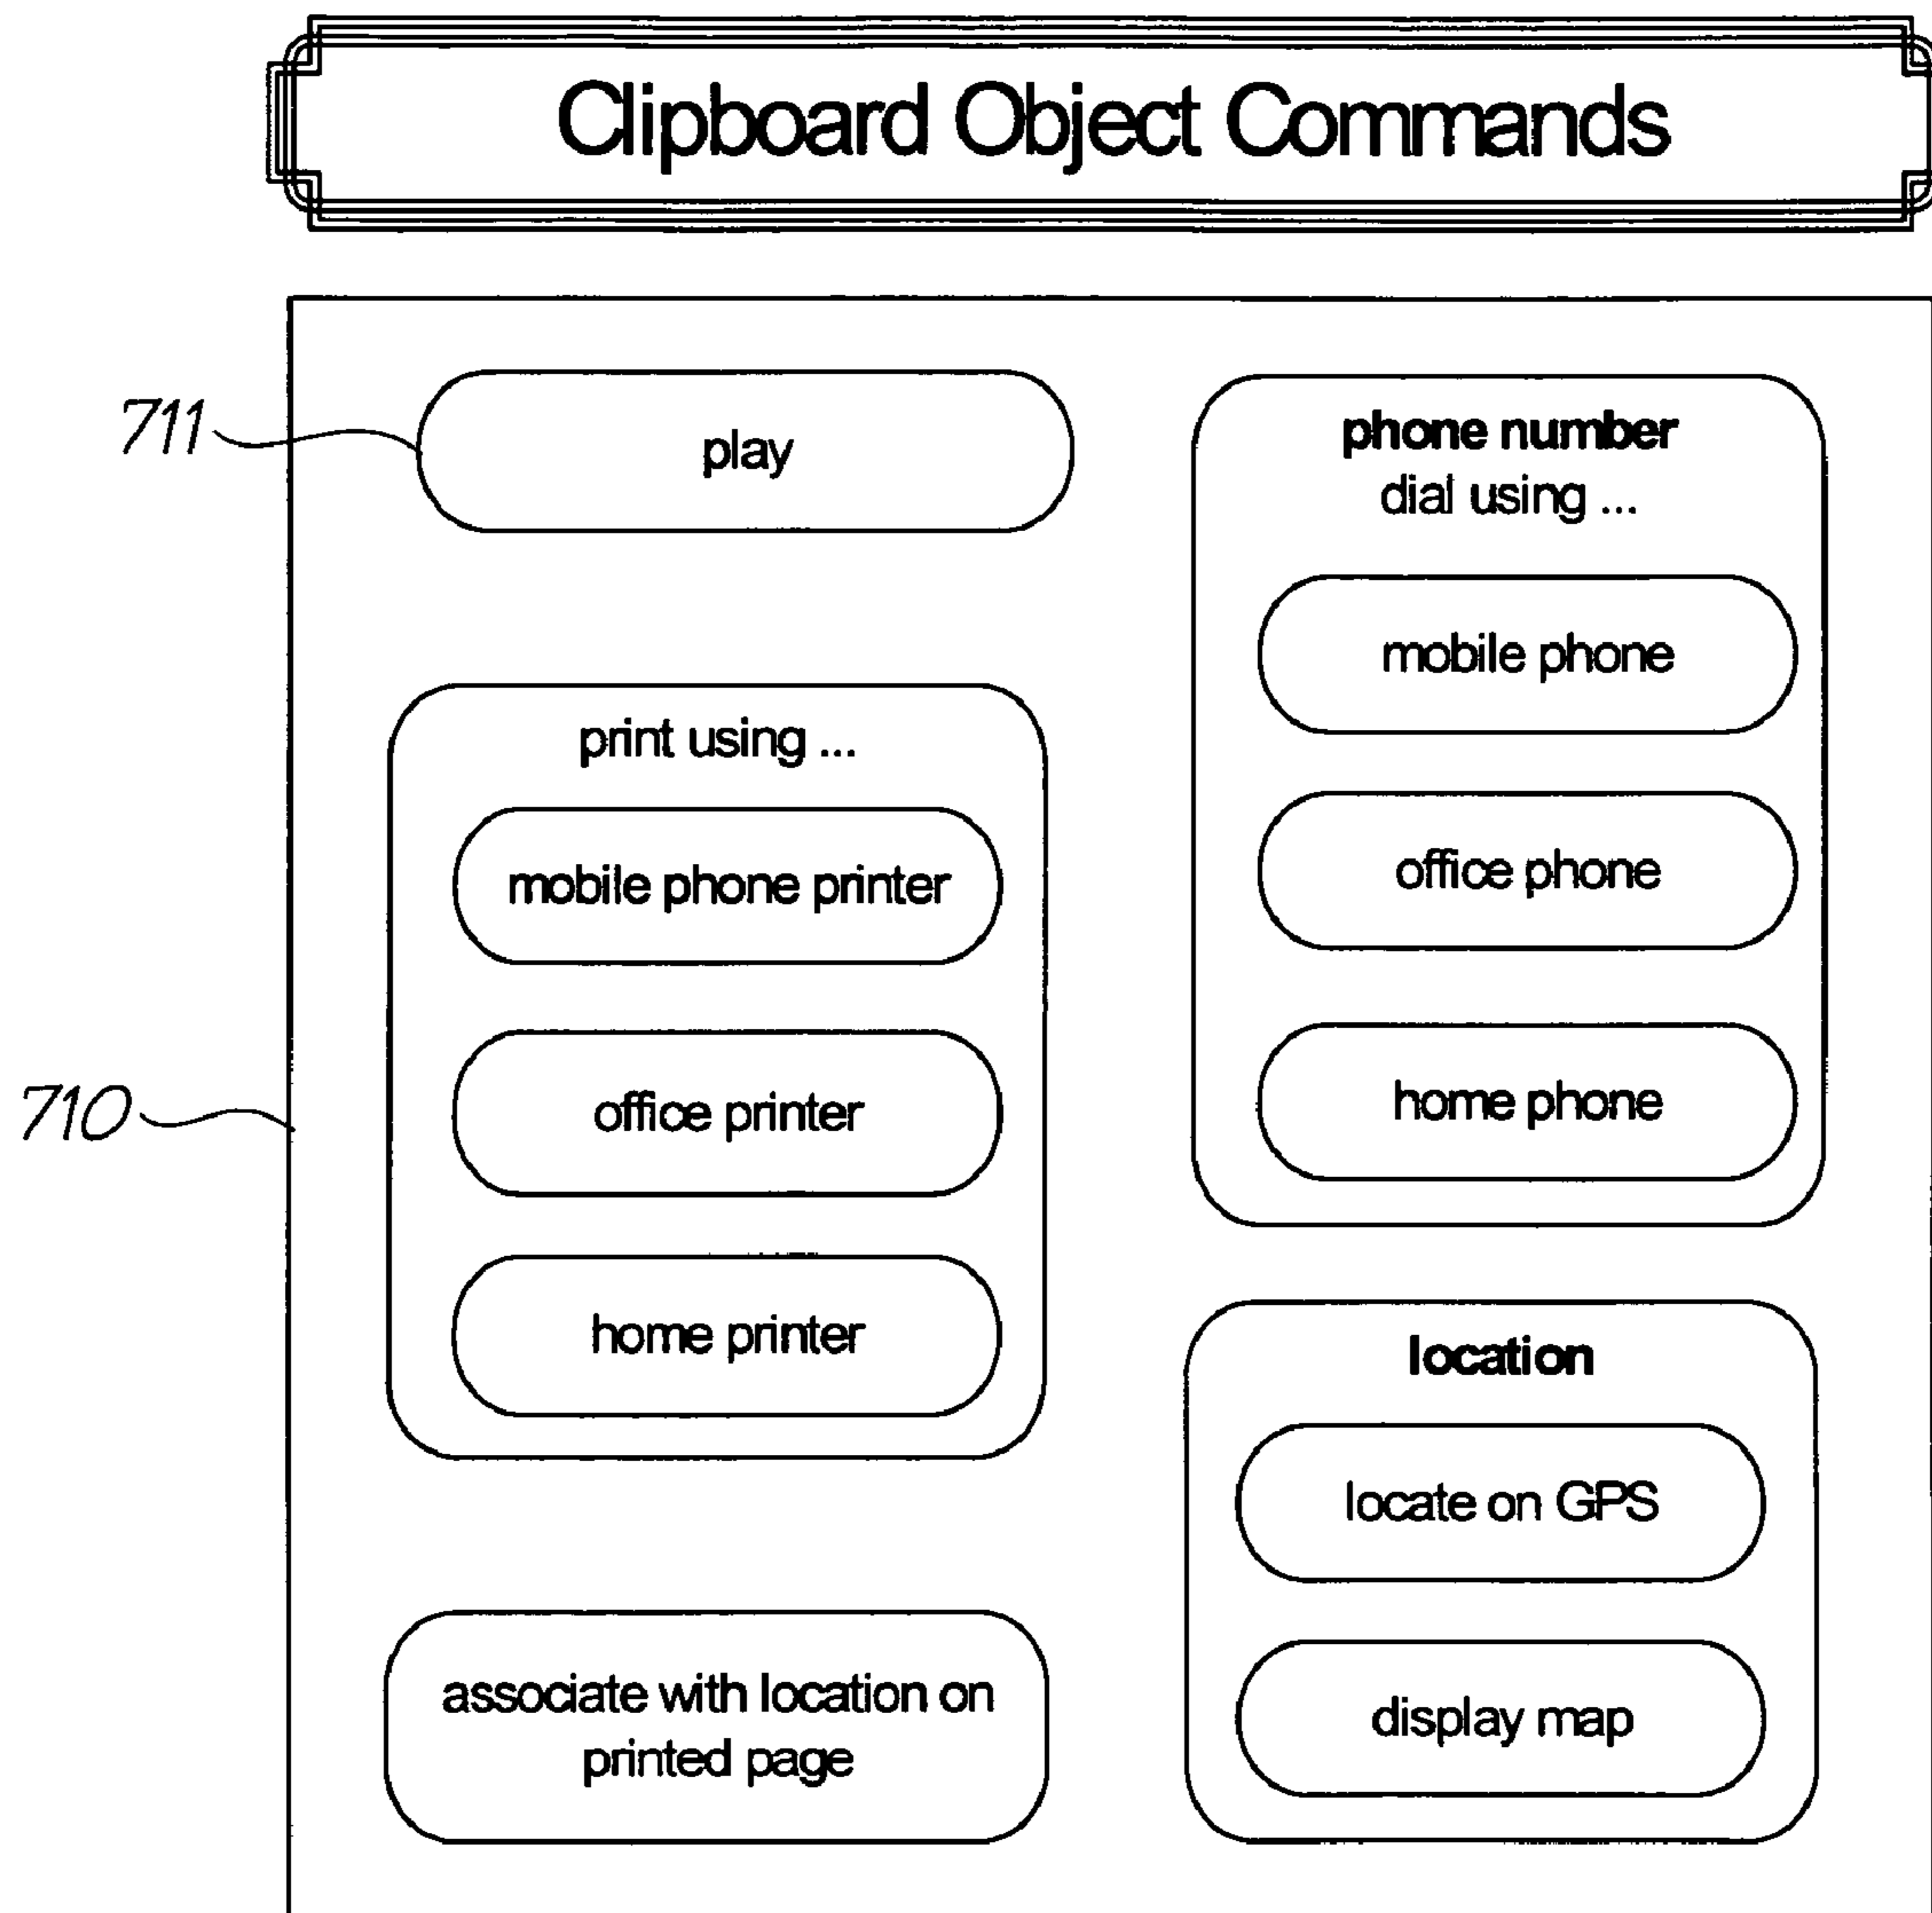 Clipboard Object Commands
711
play
print using ...
mobile phone printer
office printer
home printer
710
associate with location on
printed page
phone number
dial using ...
mobile phone
office phone
home phone
location
locate on GPS
display map